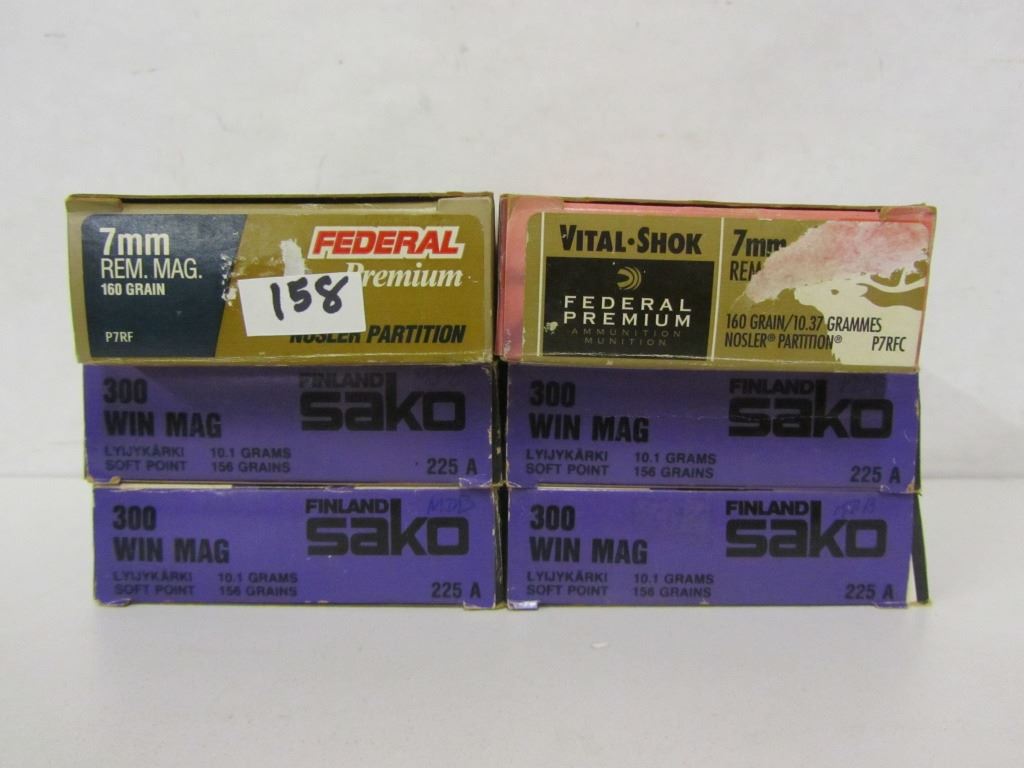 7mm
REM. MAG.
160 GRAIN
P7RF
FEDERAL
Premium
158
NOSLER PARTITION
VITAL•SHOK
FEDERAL
PREMIUM
AMMUNITION
MUNITION
7mm
REM
160 GRAIN/10.37 GRAMMES
NOSLER® PARTITION® P7RFC
300
WIN MAG
LYIJYKÄRKI 10.1 GRAMS
SOFT POINT 156 GRAINS
FINLAND
sako
225 A
300
WIN MAG
LYIJYKÄRKI 10.1 GRAMS
SOFT POINT 156 GRAINS
FINLAND
sako
225 A
300
WIN MAG
LYIJYKÄRKI 10.1 GRAMS
SOFT POINT 156 GRAINS
FINLAND
sako
225 A
300
WIN MAG
LYIJYKÄRKI 10.1 GRAMS
SOFT POINT 156 GRAINS
FINLAND
sako
225 A